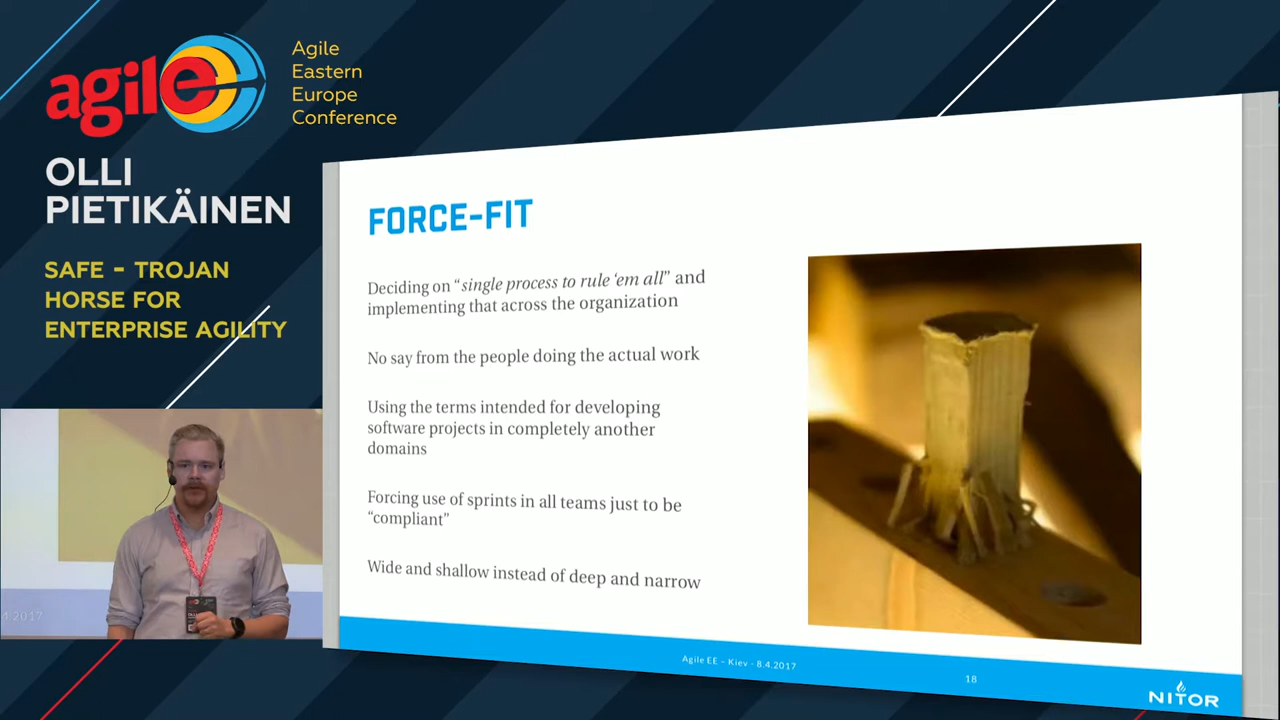 agile
Agile
Eastern
Europe
Conference
OLLI
PIETIKÄINEN
SAFE - TROJAN
HORSE FOR
ENTERPRISE AGILITY
FORCE-FIT
Deciding on “single process to rule ‘em all” and
implementing that across the organization
No say from the people doing the actual work
Using the terms intended for developing
software projects in completely another
domains
Forcing use of sprints in all teams just to be
“compliant”
Wide and shallow instead of deep and narrow
4.2017
Agile EE – Kiev - 8.4.2017
18
NITOR